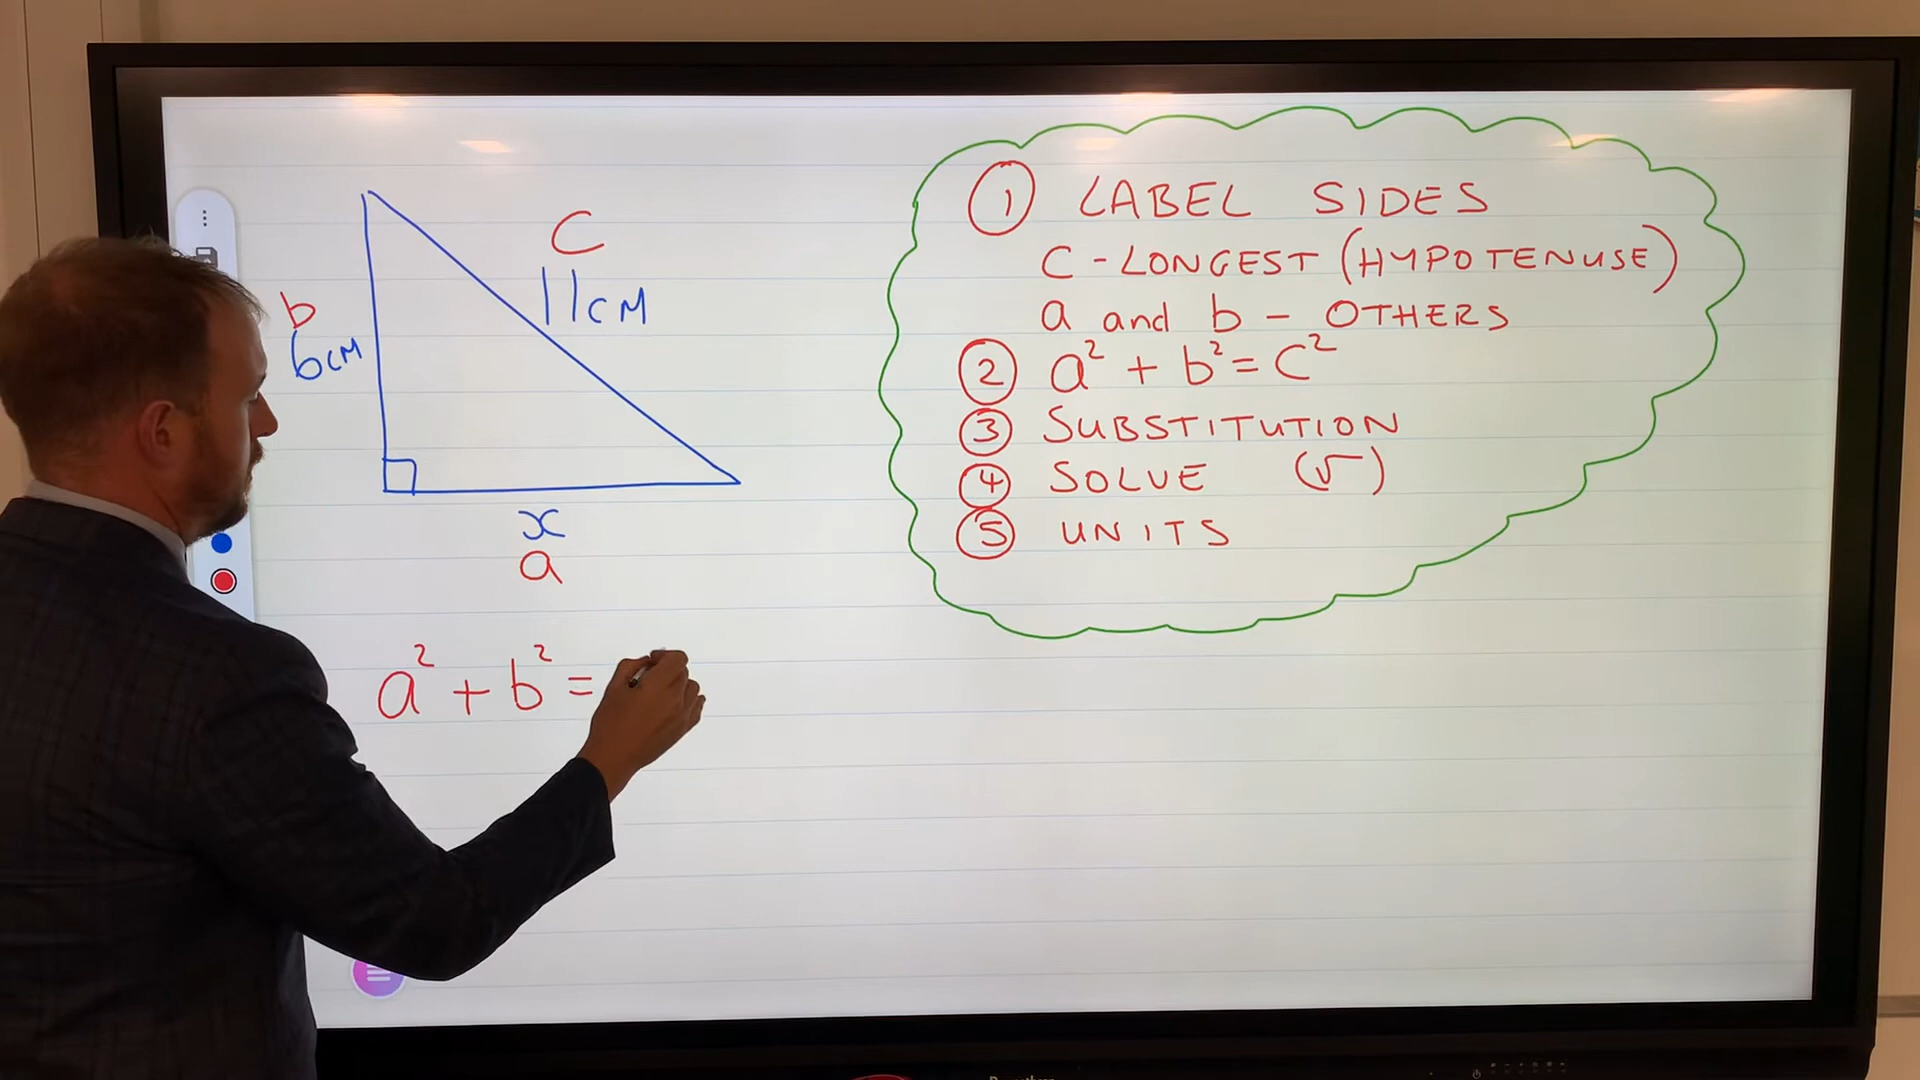 C
11cm
b
6cm
x
a
a² + b² =
① LABEL SIDES
C - LONGEST (HYPOTENUSE)
a and b - OTHERS
② a² + b² = c²
③ SUBSTITUTION
④ SOLVE (√)
⑤ UNITS